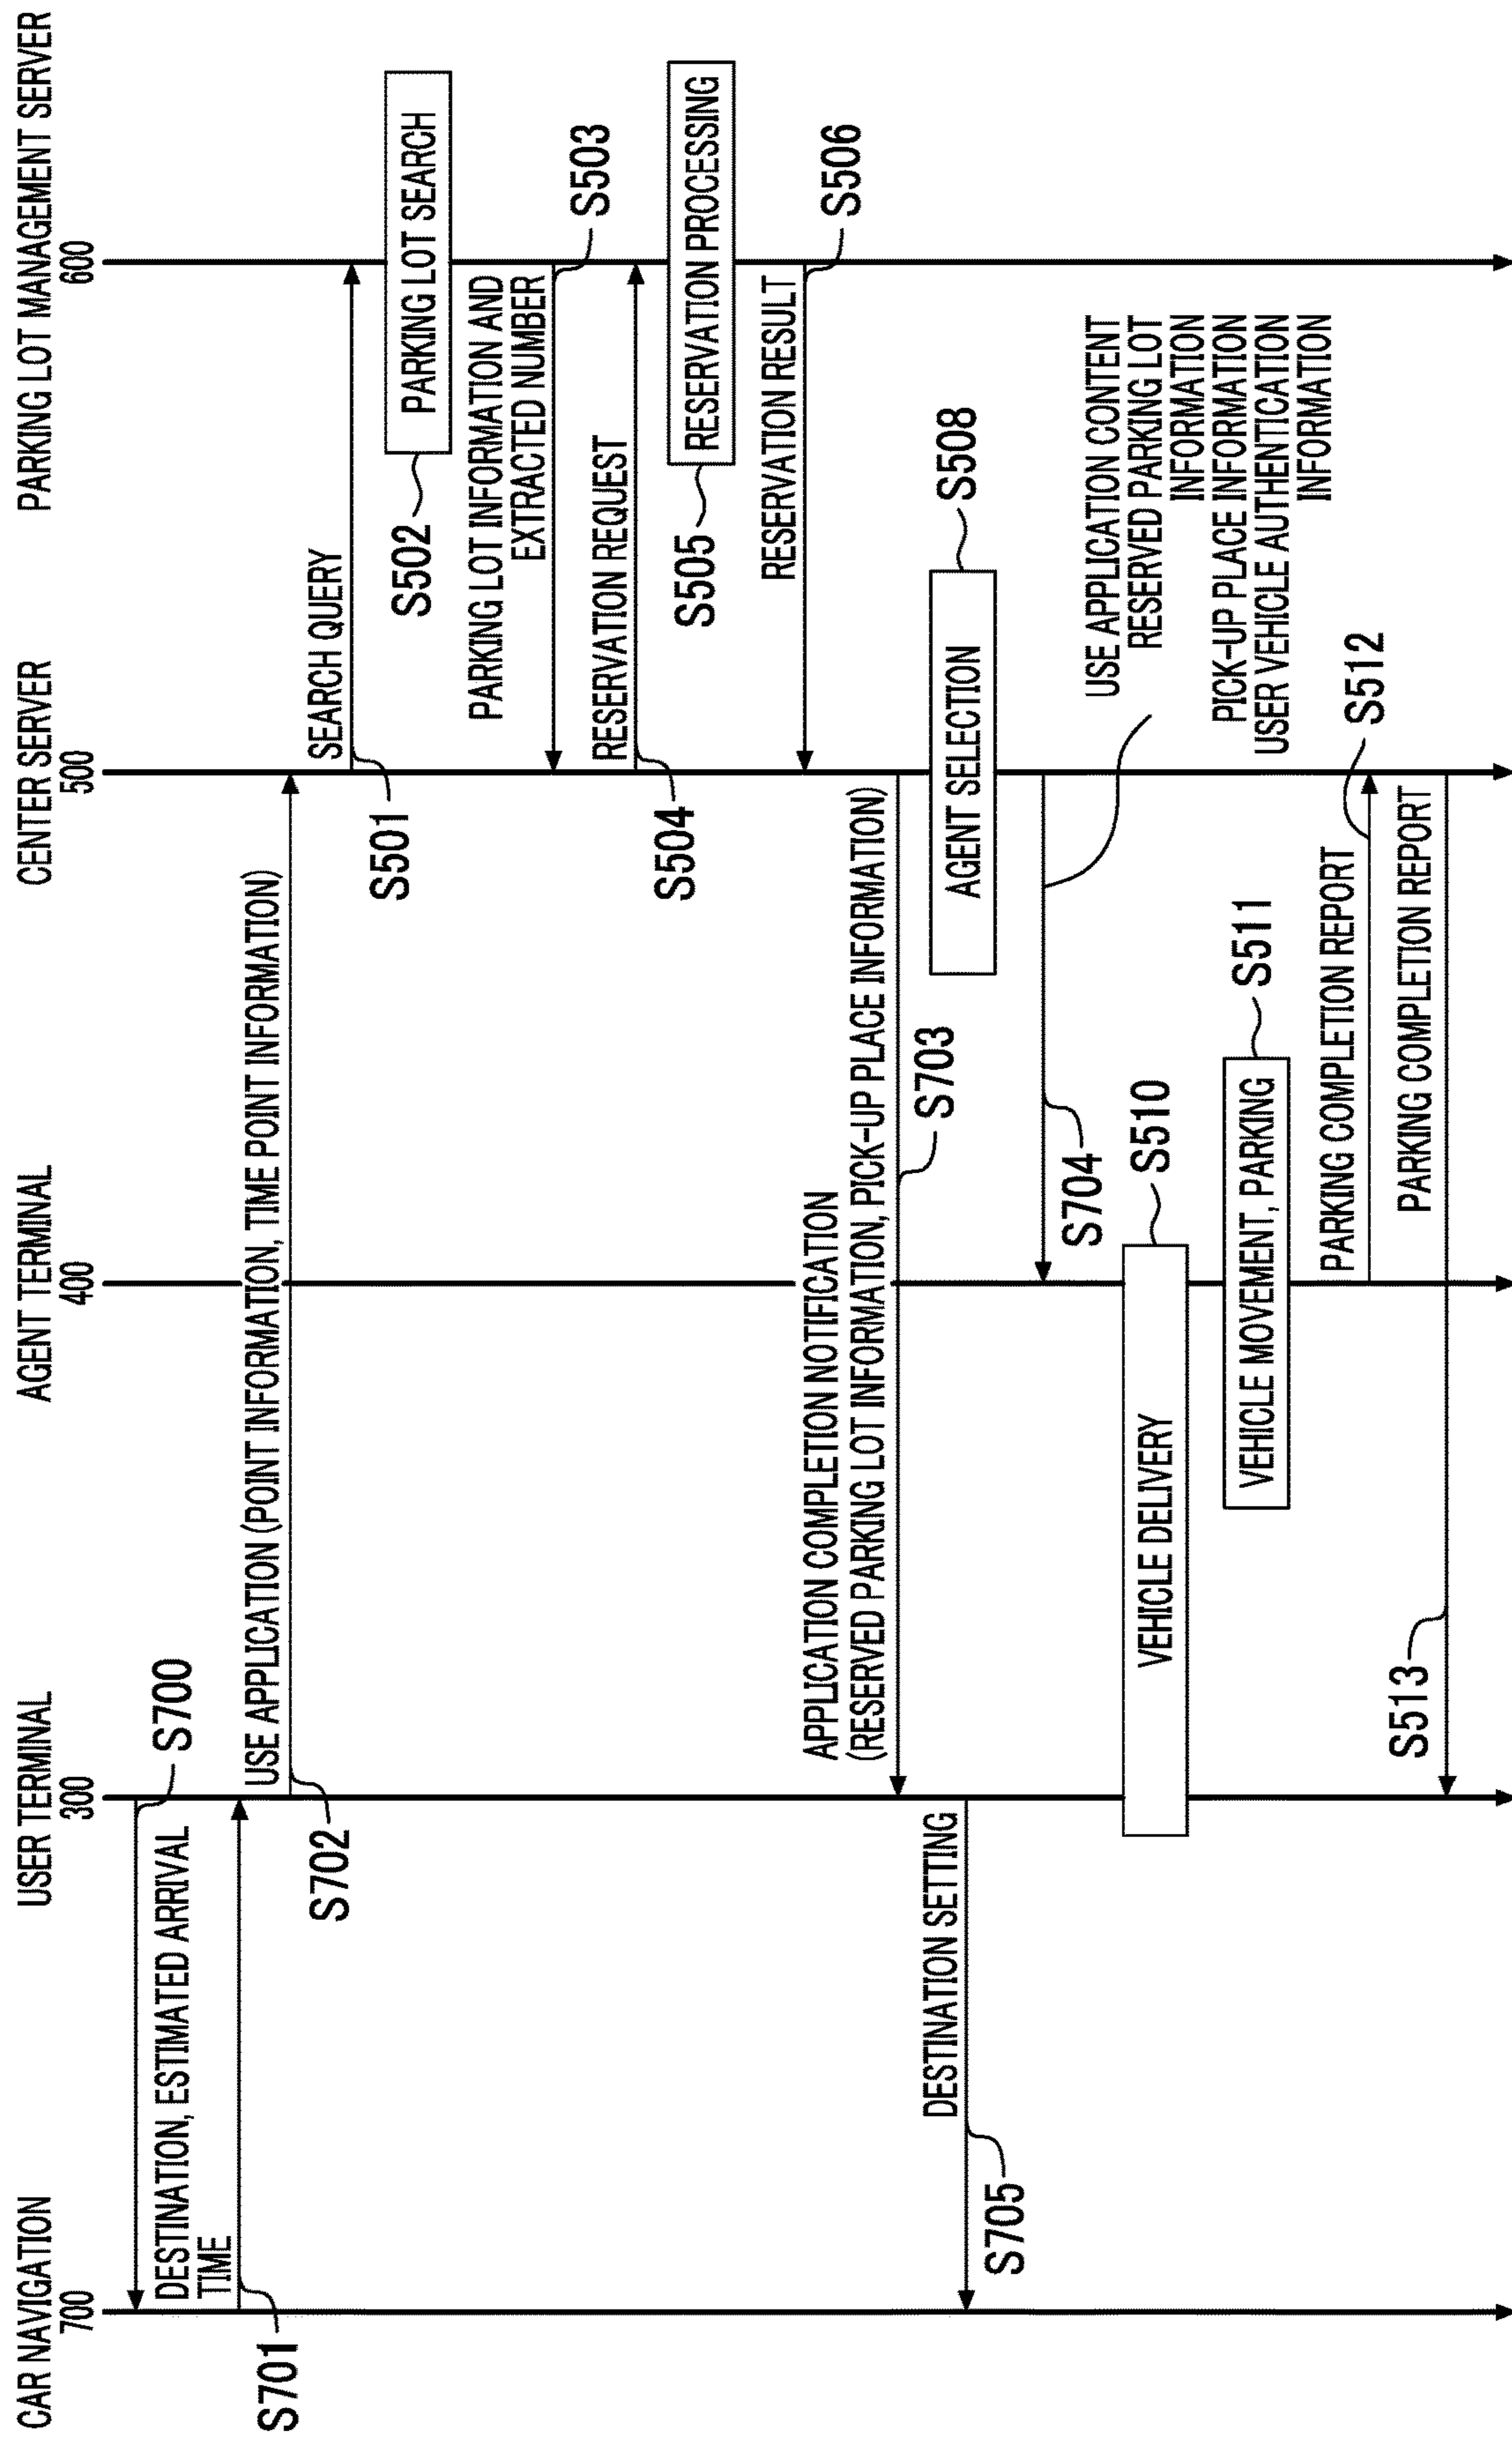 CAR NAVIGATION
700
USER TERMINAL
300
AGENT TERMINAL
400
CENTER SERVER
500
PARKING LOT MANAGEMENT SERVER
600
S700
DESTINATION, ESTIMATED ARRIVAL
TIME
S701
USE APPLICATION (POINT INFORMATION, TIME POINT INFORMATION)
S702
SEARCH QUERY
S501
PARKING LOT SEARCH
S502
PARKING LOT INFORMATION AND
EXTRACTED NUMBER
S503
RESERVATION REQUEST
S504
RESERVATION PROCESSING
S505
RESERVATION RESULT
S506
APPLICATION COMPLETION NOTIFICATION
(RESERVED PARKING LOT INFORMATION, PICK-UP PLACE INFORMATION)
S703
AGENT SELECTION
S508
DESTINATION SETTING
S705
USE APPLICATION CONTENT
RESERVED PARKING LOT
INFORMATION
PICK-UP PLACE INFORMATION
USER VEHICLE AUTHENTICATION
INFORMATION
S704
VEHICLE DELIVERY
S510
VEHICLE MOVEMENT, PARKING
S511
PARKING COMPLETION REPORT
S512
PARKING COMPLETION REPORT
S513